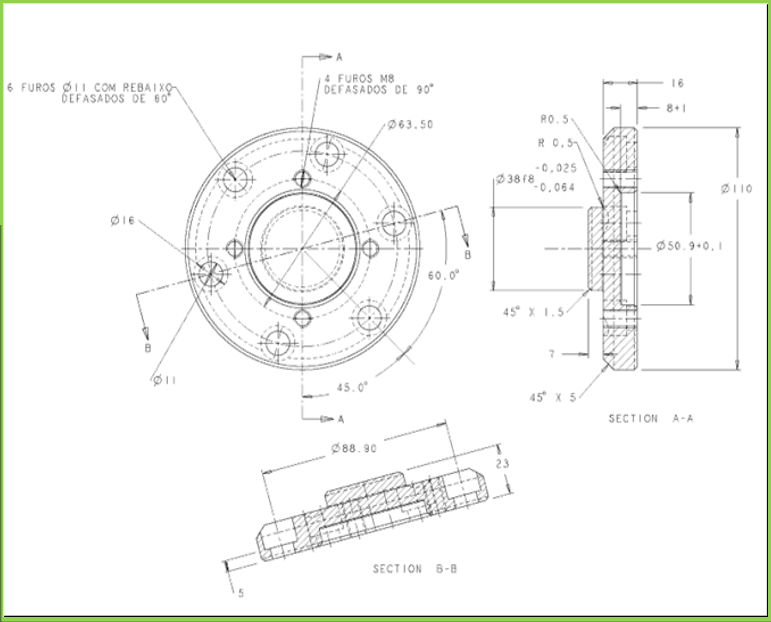 A
6 FUROS Ø11 COM REBAIXO
DEFASADOS DE 60°
4 FUROS M8
DEFASADOS DE 90°
Ø63,50
Ø16
B
60.0°
B
Ø11
45.0°
A
16
8+1
R0.5
R 0,5
Ø38f8
-0,025
-0,064
Ø110
Ø50.9+0,1
45° X 1.5
7
45° X 5
SECTION A-A
Ø88.90
23
SECTION B-B
5